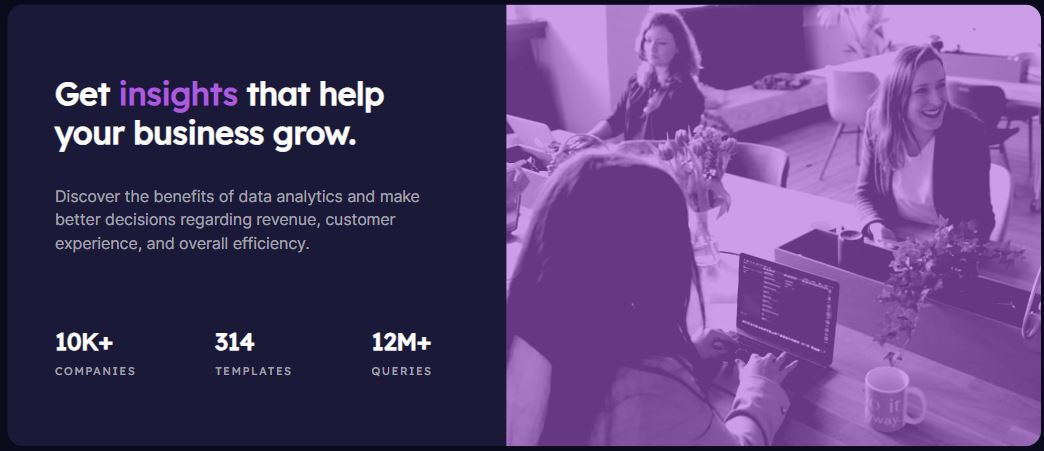 Get insights that help
your business grow.
Discover the benefits of data analytics and make
better decisions regarding revenue, customer
experience, and overall efficiency.
10K+ 314 12M+
COMPANIES TEMPLATES QUERIES